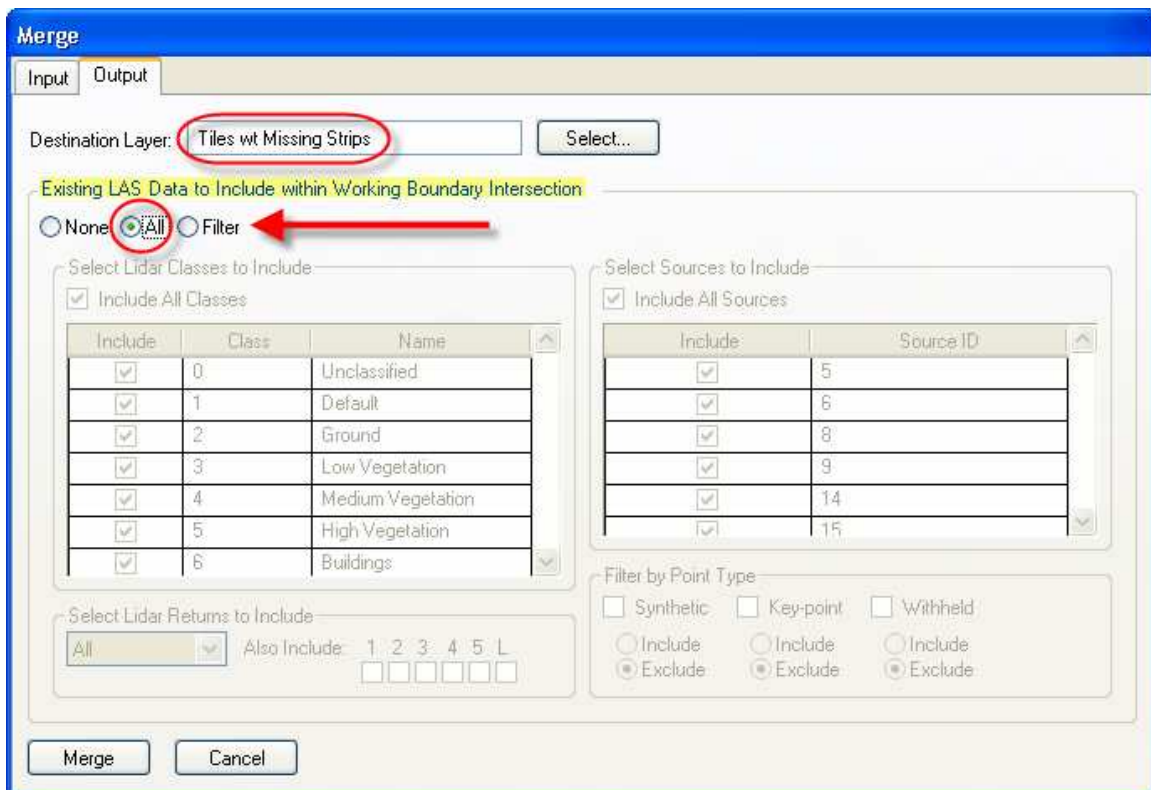 Merge
Input Output
Destination Layer: Tiles wt Missing Strips Select...
Existing LAS Data to Include within Working Boundary Intersection
None All Filter
Select Lidar Classes to Include
Include All Classes
Include Class Name
0 Unclassified
1 Default
2 Ground
3 Low Vegetation
4 Medium Vegetation
5 High Vegetation
6 Buildings
Select Sources to Include
Include All Sources
Include Source ID
5
6
8
9
14
15
Select Lidar Returns to Include
All Also Include: 1 2 3 4 5 L
Filter by Point Type
Synthetic Key-point Withheld
Include Include Include
Exclude Exclude Exclude
Merge Cancel